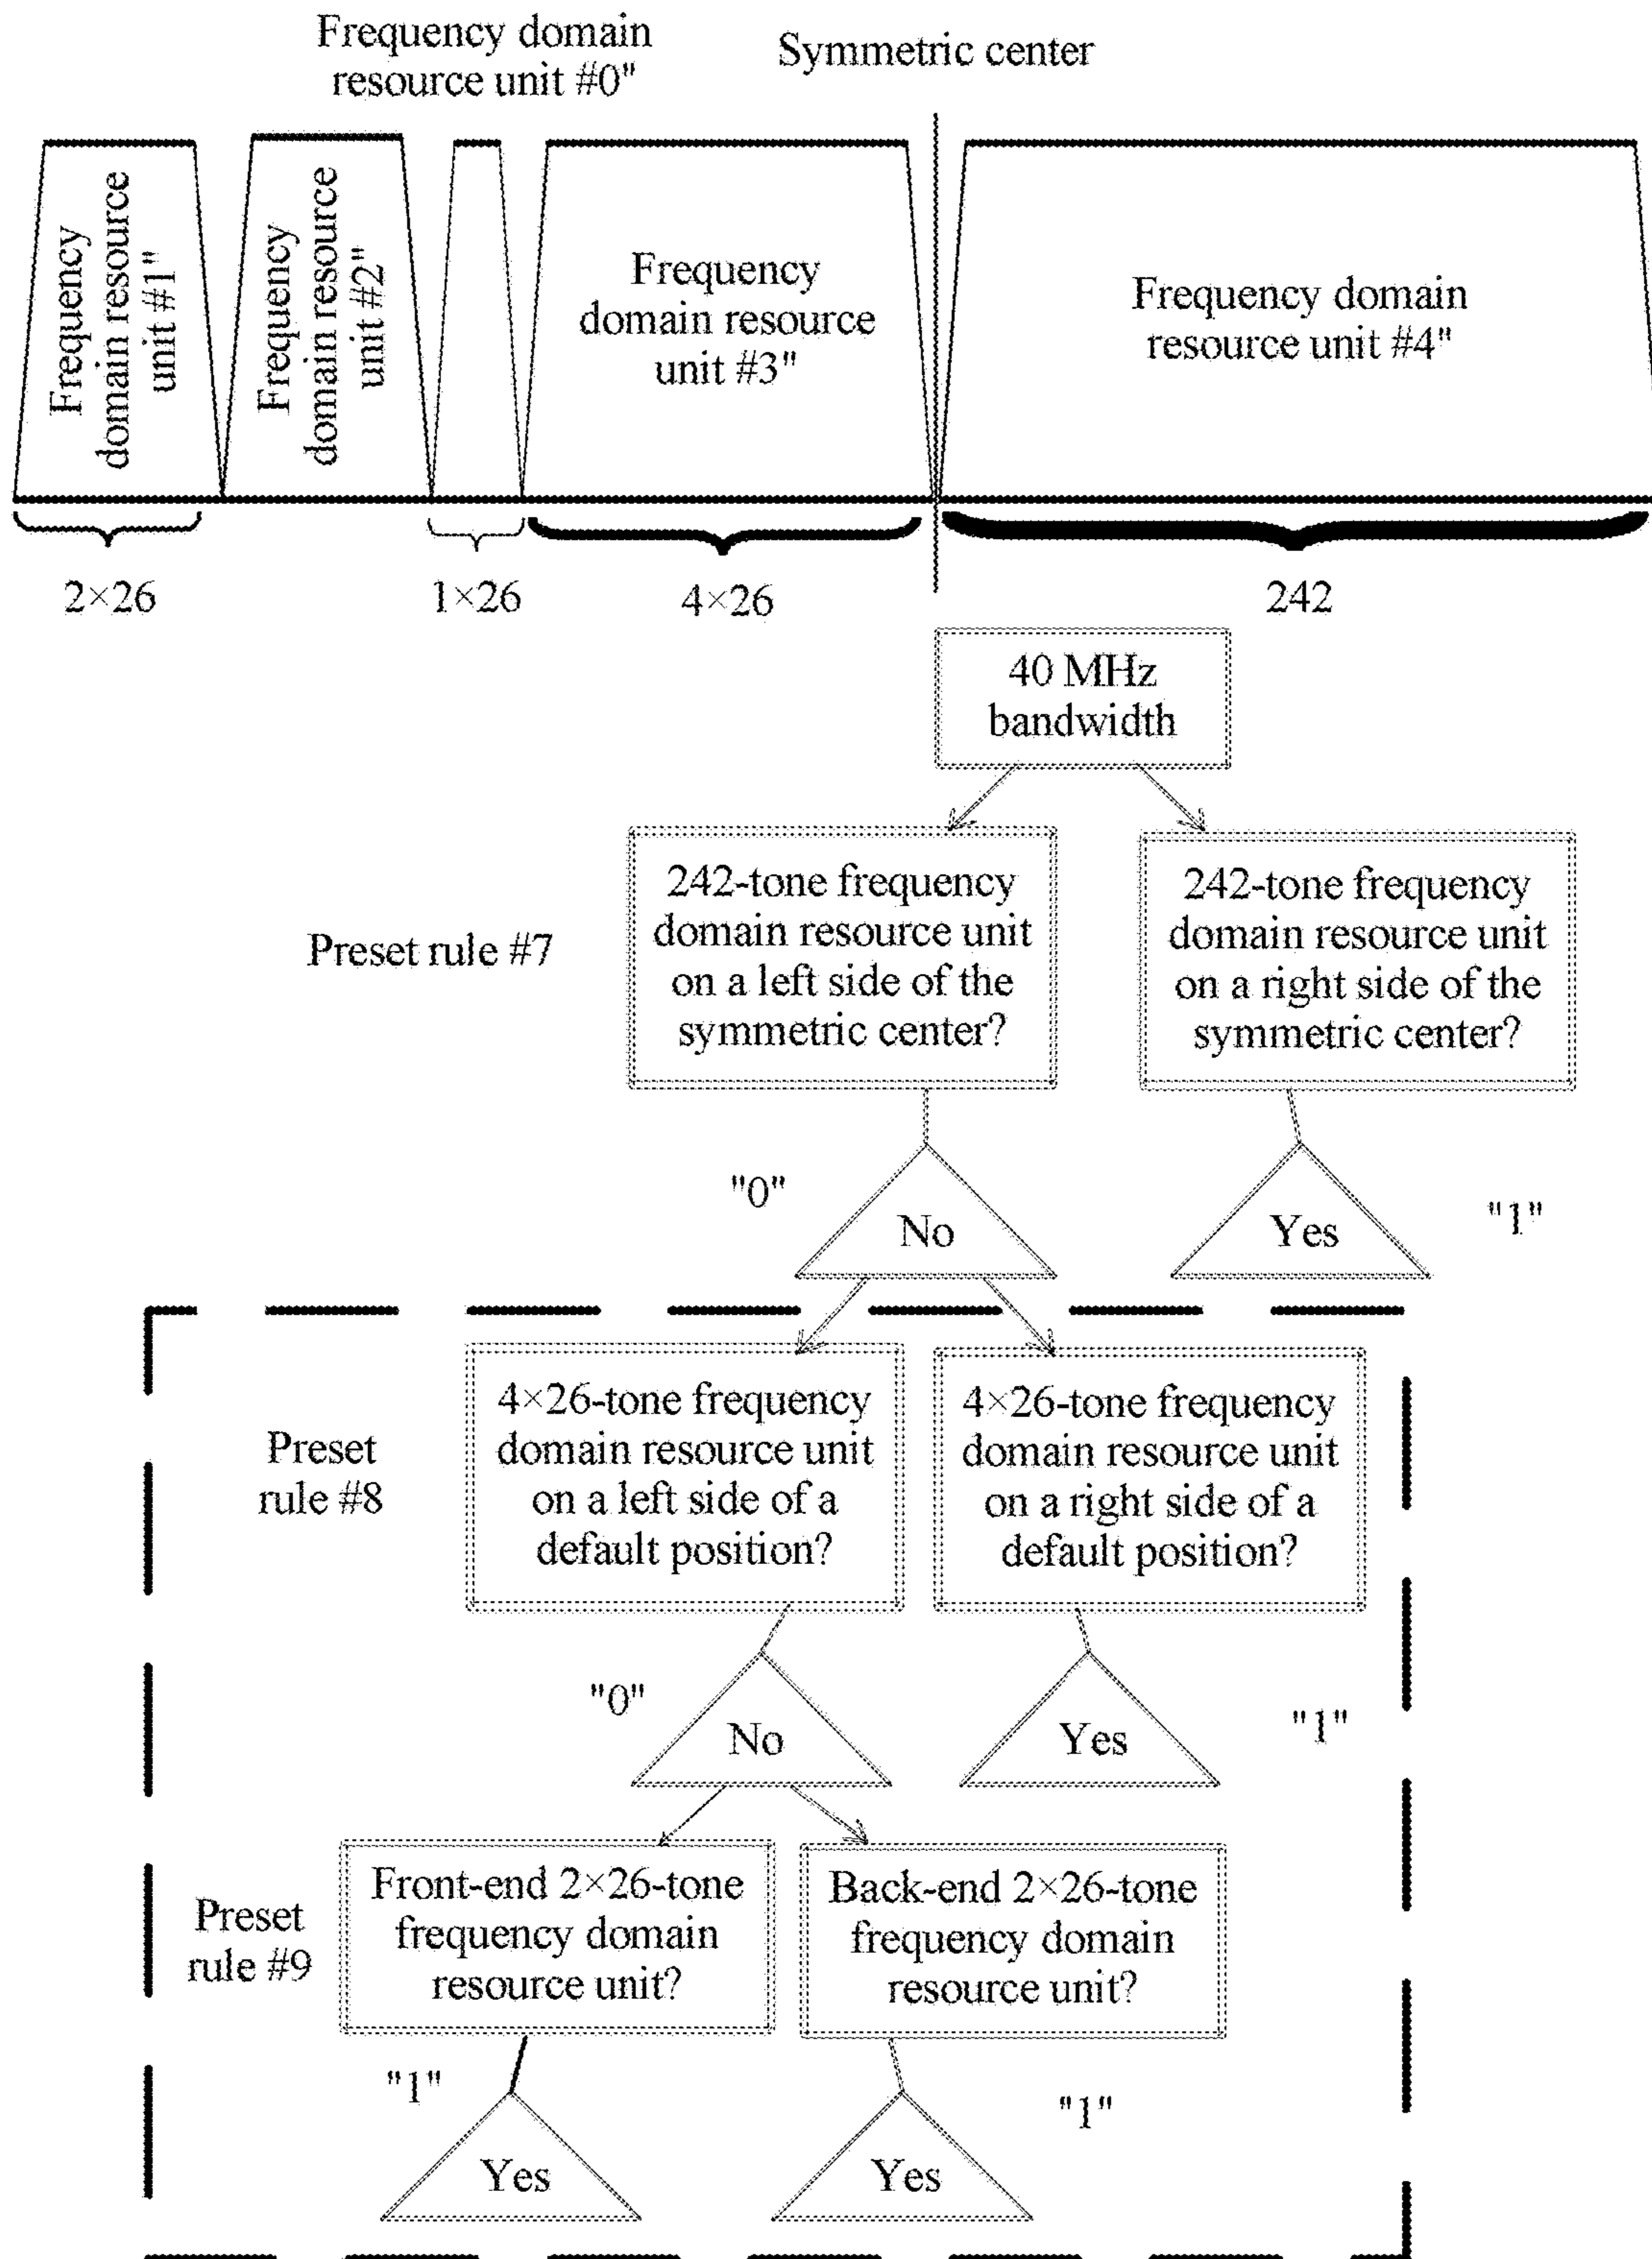 Frequency domain
resource unit #0"
Symmetric center
Frequency
domain resource
unit #1"
Frequency
domain resource
unit #2"
Frequency
domain resource
unit #3"
Frequency domain
resource unit #4"
2×26
1×26
4×26
242
40 MHz
bandwidth
Preset rule #7
242-tone frequency
domain resource unit
on a left side of the
symmetric center?
242-tone frequency
domain resource unit
on a right side of the
symmetric center?
"0"
No
Yes
"1"
Preset
rule #8
4×26-tone frequency
domain resource unit
on a left side of a
default position?
4×26-tone frequency
domain resource unit
on a right side of a
default position?
"0"
No
Yes
"1"
Preset
rule #9
Front-end 2×26-tone
frequency domain
resource unit?
Back-end 2×26-tone
frequency domain
resource unit?
"1"
Yes
Yes
"1"